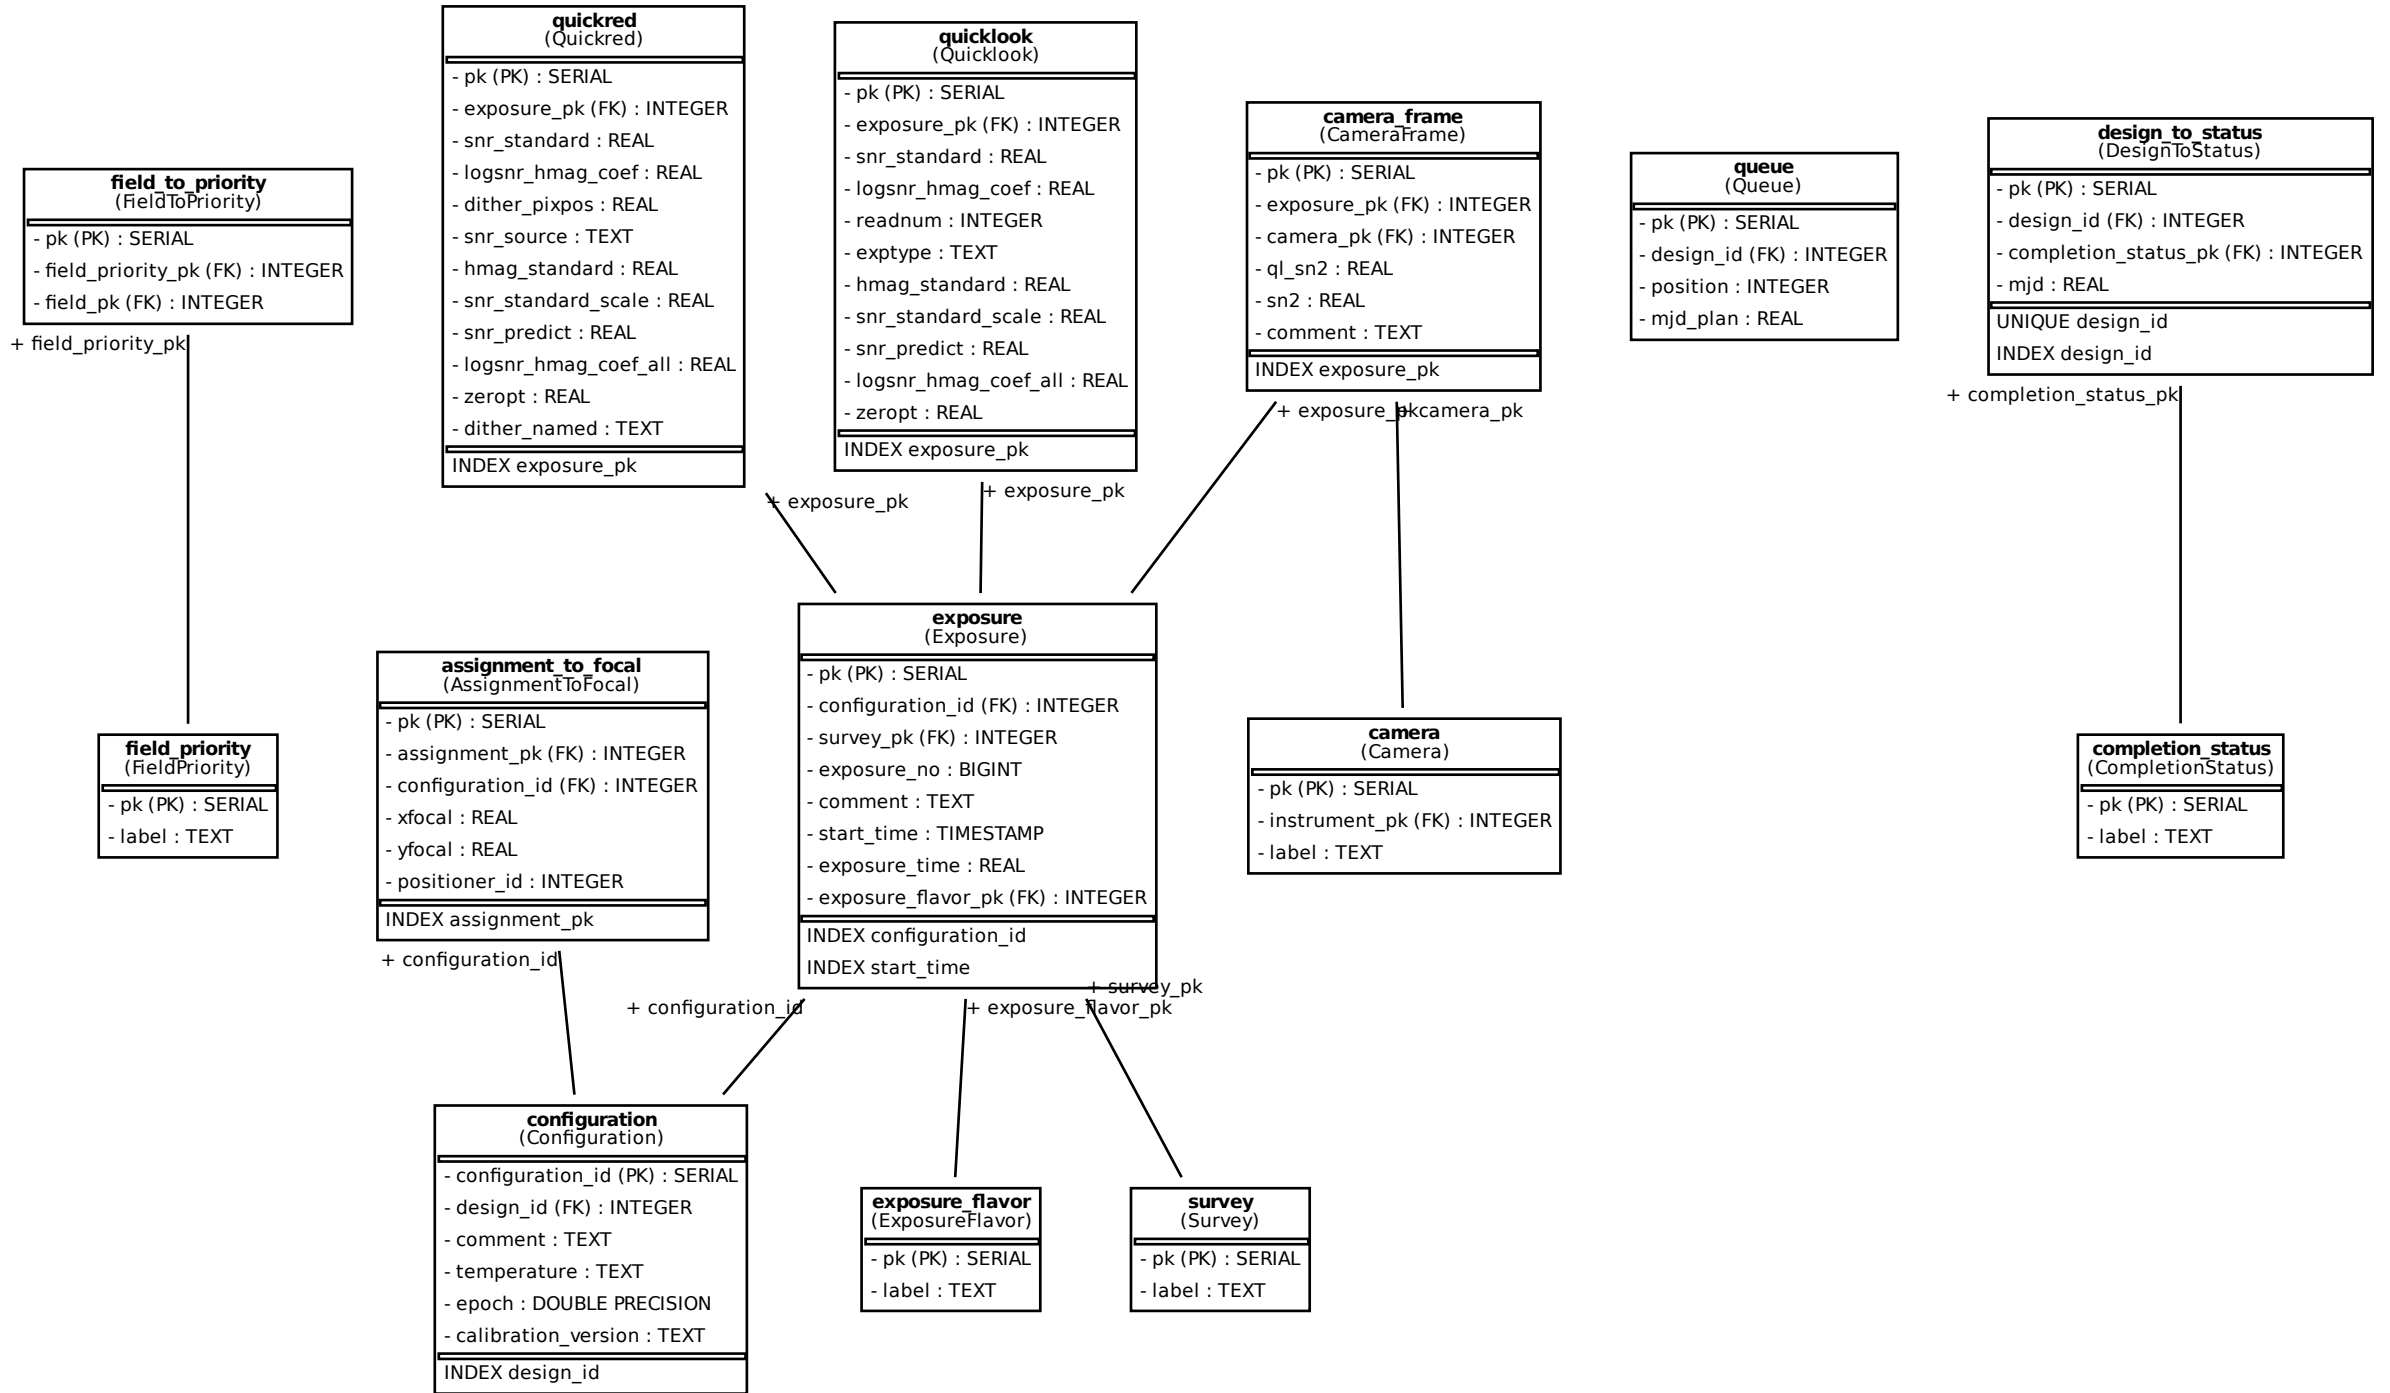 quickred
(Quickred)
- pk (PK) : SERIAL
- exposure_pk (FK) : INTEGER
- snr_standard : REAL
- logsnr_hmag_coef : REAL
- dither_pixpos : REAL
- snr_source : TEXT
- hmag_standard : REAL
- snr_standard_scale : REAL
- snr_predict : REAL
- logsnr_hmag_coef_all : REAL
- zeropt : REAL
- dither_named : TEXT
INDEX exposure_pk
+ exposure_pk
quicklook
(Quicklook)
- pk (PK) : SERIAL
- exposure_pk (FK) : INTEGER
- snr_standard : REAL
- logsnr_hmag_coef : REAL
- readnum : INTEGER
- exptype : TEXT
- hmag_standard : REAL
- snr_standard_scale : REAL
- snr_predict : REAL
- logsnr_hmag_coef_all : REAL
- zeropt : REAL
INDEX exposure_pk
+ exposure_pk
camera_frame
(CameraFrame)
- pk (PK) : SERIAL
- exposure_pk (FK) : INTEGER
- camera_pk (FK) : INTEGER
- ql_sn2 : REAL
- sn2 : REAL
- comment : TEXT
INDEX exposure_pk
+ exposure_pk
+ camera_pk
queue
(Queue)
- pk (PK) : SERIAL
- design_id (FK) : INTEGER
- position : INTEGER
- mjd_plan : REAL
design_to_status
(DesignToStatus)
- pk (PK) : SERIAL
- design_id (FK) : INTEGER
- completion_status_pk (FK) : INTEGER
- mjd : REAL
UNIQUE design_id
INDEX design_id
+ completion_status_pk
field_to_priority
(FieldToPriority)
- pk (PK) : SERIAL
- field_priority_pk (FK) : INTEGER
- field_pk (FK) : INTEGER
+ field_priority_pk
field_priority
(FieldPriority)
- pk (PK) : SERIAL
- label : TEXT
assignment_to_focal
(AssignmentToFocal)
- pk (PK) : SERIAL
- assignment_pk (FK) : INTEGER
- configuration_id (FK) : INTEGER
- xfocal : REAL
- yfocal : REAL
- positioner_id : INTEGER
INDEX assignment_pk
+ configuration_id
exposure
(Exposure)
- pk (PK) : SERIAL
- configuration_id (FK) : INTEGER
- survey_pk (FK) : INTEGER
- exposure_no : BIGINT
- comment : TEXT
- start_time : TIMESTAMP
- exposure_time : REAL
- exposure_flavor_pk (FK) : INTEGER
INDEX configuration_id
INDEX start_time
+ survey_pk
+ configuration_id
+ exposure_flavor_pk
camera
(Camera)
- pk (PK) : SERIAL
- instrument_pk (FK) : INTEGER
- label : TEXT
completion_status
(CompletionStatus)
- pk (PK) : SERIAL
- label : TEXT
configuration
(Configuration)
- configuration_id (PK) : SERIAL
- design_id (FK) : INTEGER
- comment : TEXT
- temperature : TEXT
- epoch : DOUBLE PRECISION
- calibration_version : TEXT
INDEX design_id
exposure_flavor
(ExposureFlavor)
- pk (PK) : SERIAL
- label : TEXT
survey
(Survey)
- pk (PK) : SERIAL
- label : TEXT